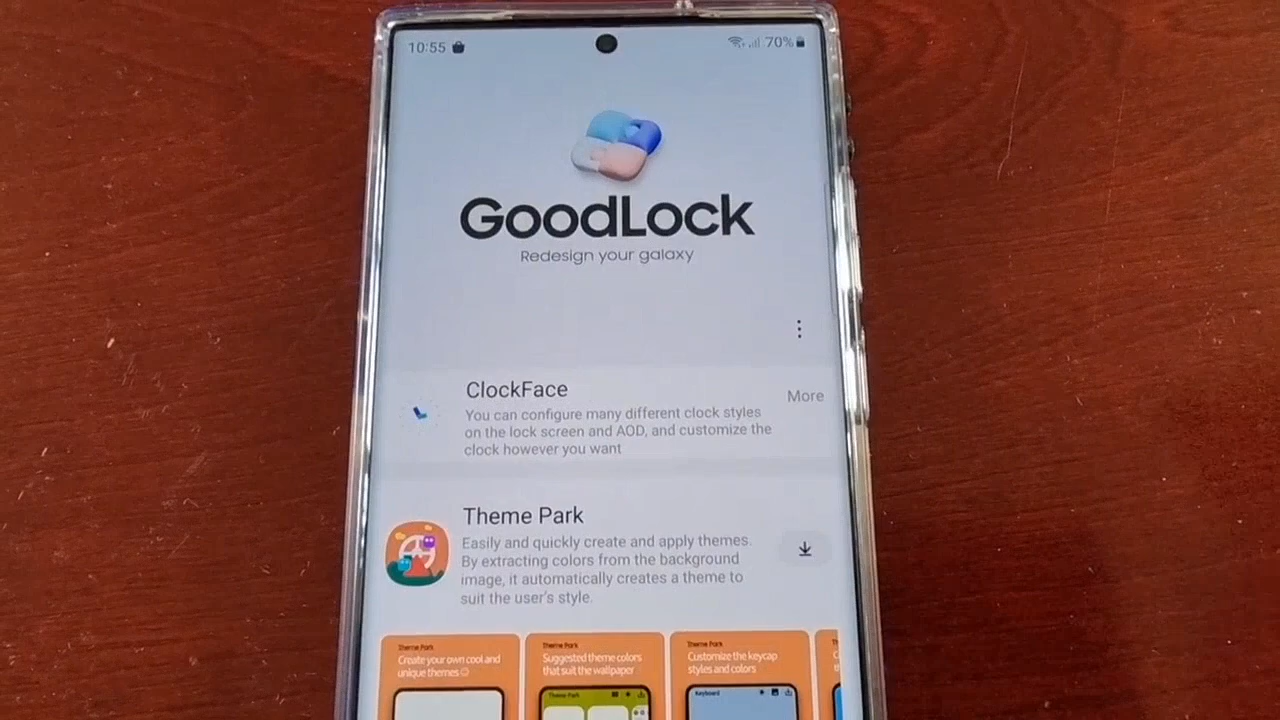 10:55
70%
GoodLock
Redesign your galaxy
ClockFace
More
You can configure many different clock styles
on the lock screen and AOD, and customize the
clock however you want
Theme Park
Easily and quickly create and apply themes.
By extracting colors from the background
image, it automatically creates a theme to
suit the user's style.
Theme Park
Create your own cool and
unique themes
Theme Park
Suggested theme colors
that suit the wallpaper
Theme Park
Theme Park
Customize the keycap
styles and colors
Keyboard